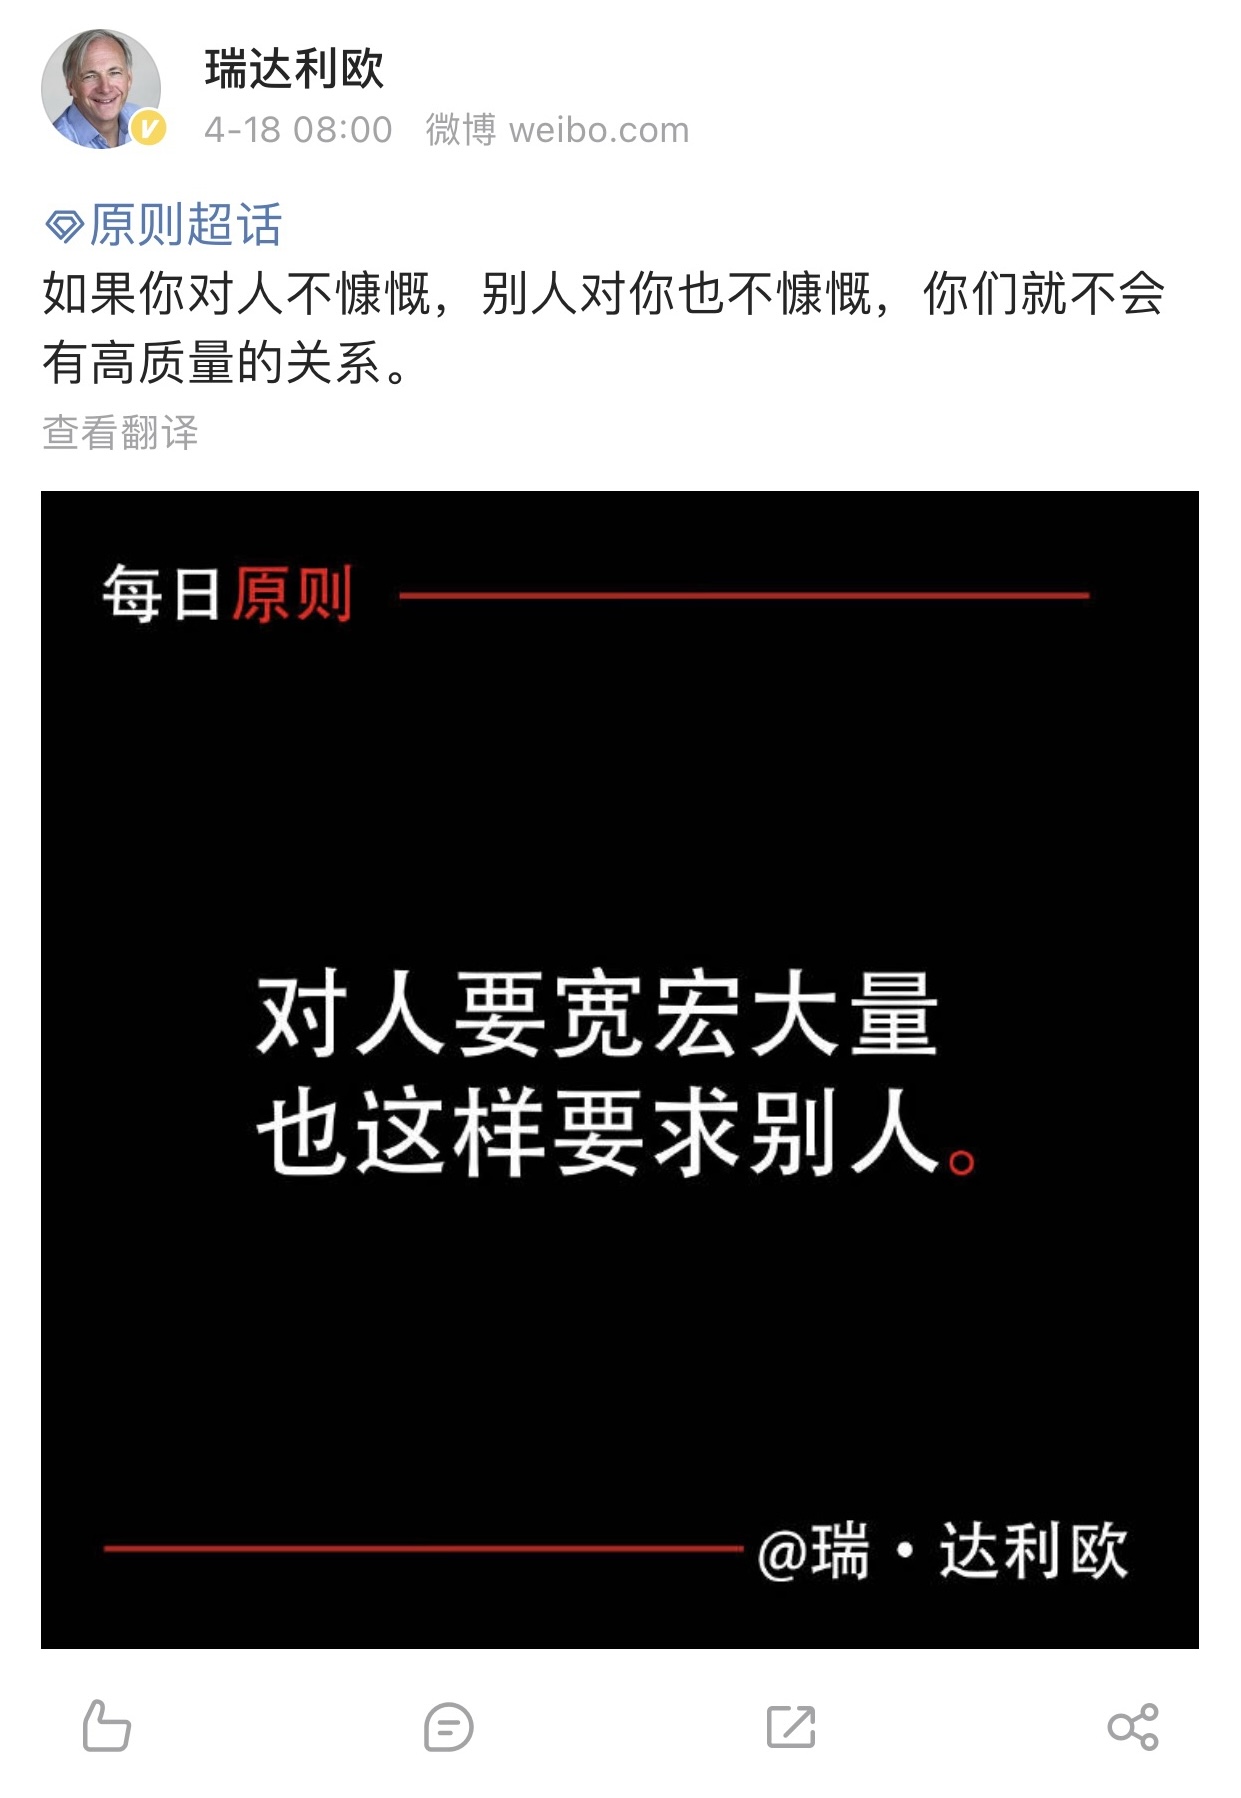 瑞达利欧
4-18 08:00 微博 weibo.com
原则超话
如果你对人不慷慨，别人对你也不慷慨，你们就不会
有高质量的关系。
查看翻译
每日原则
对人要宽宏大量
也这样要求别人。
@瑞·达利欧